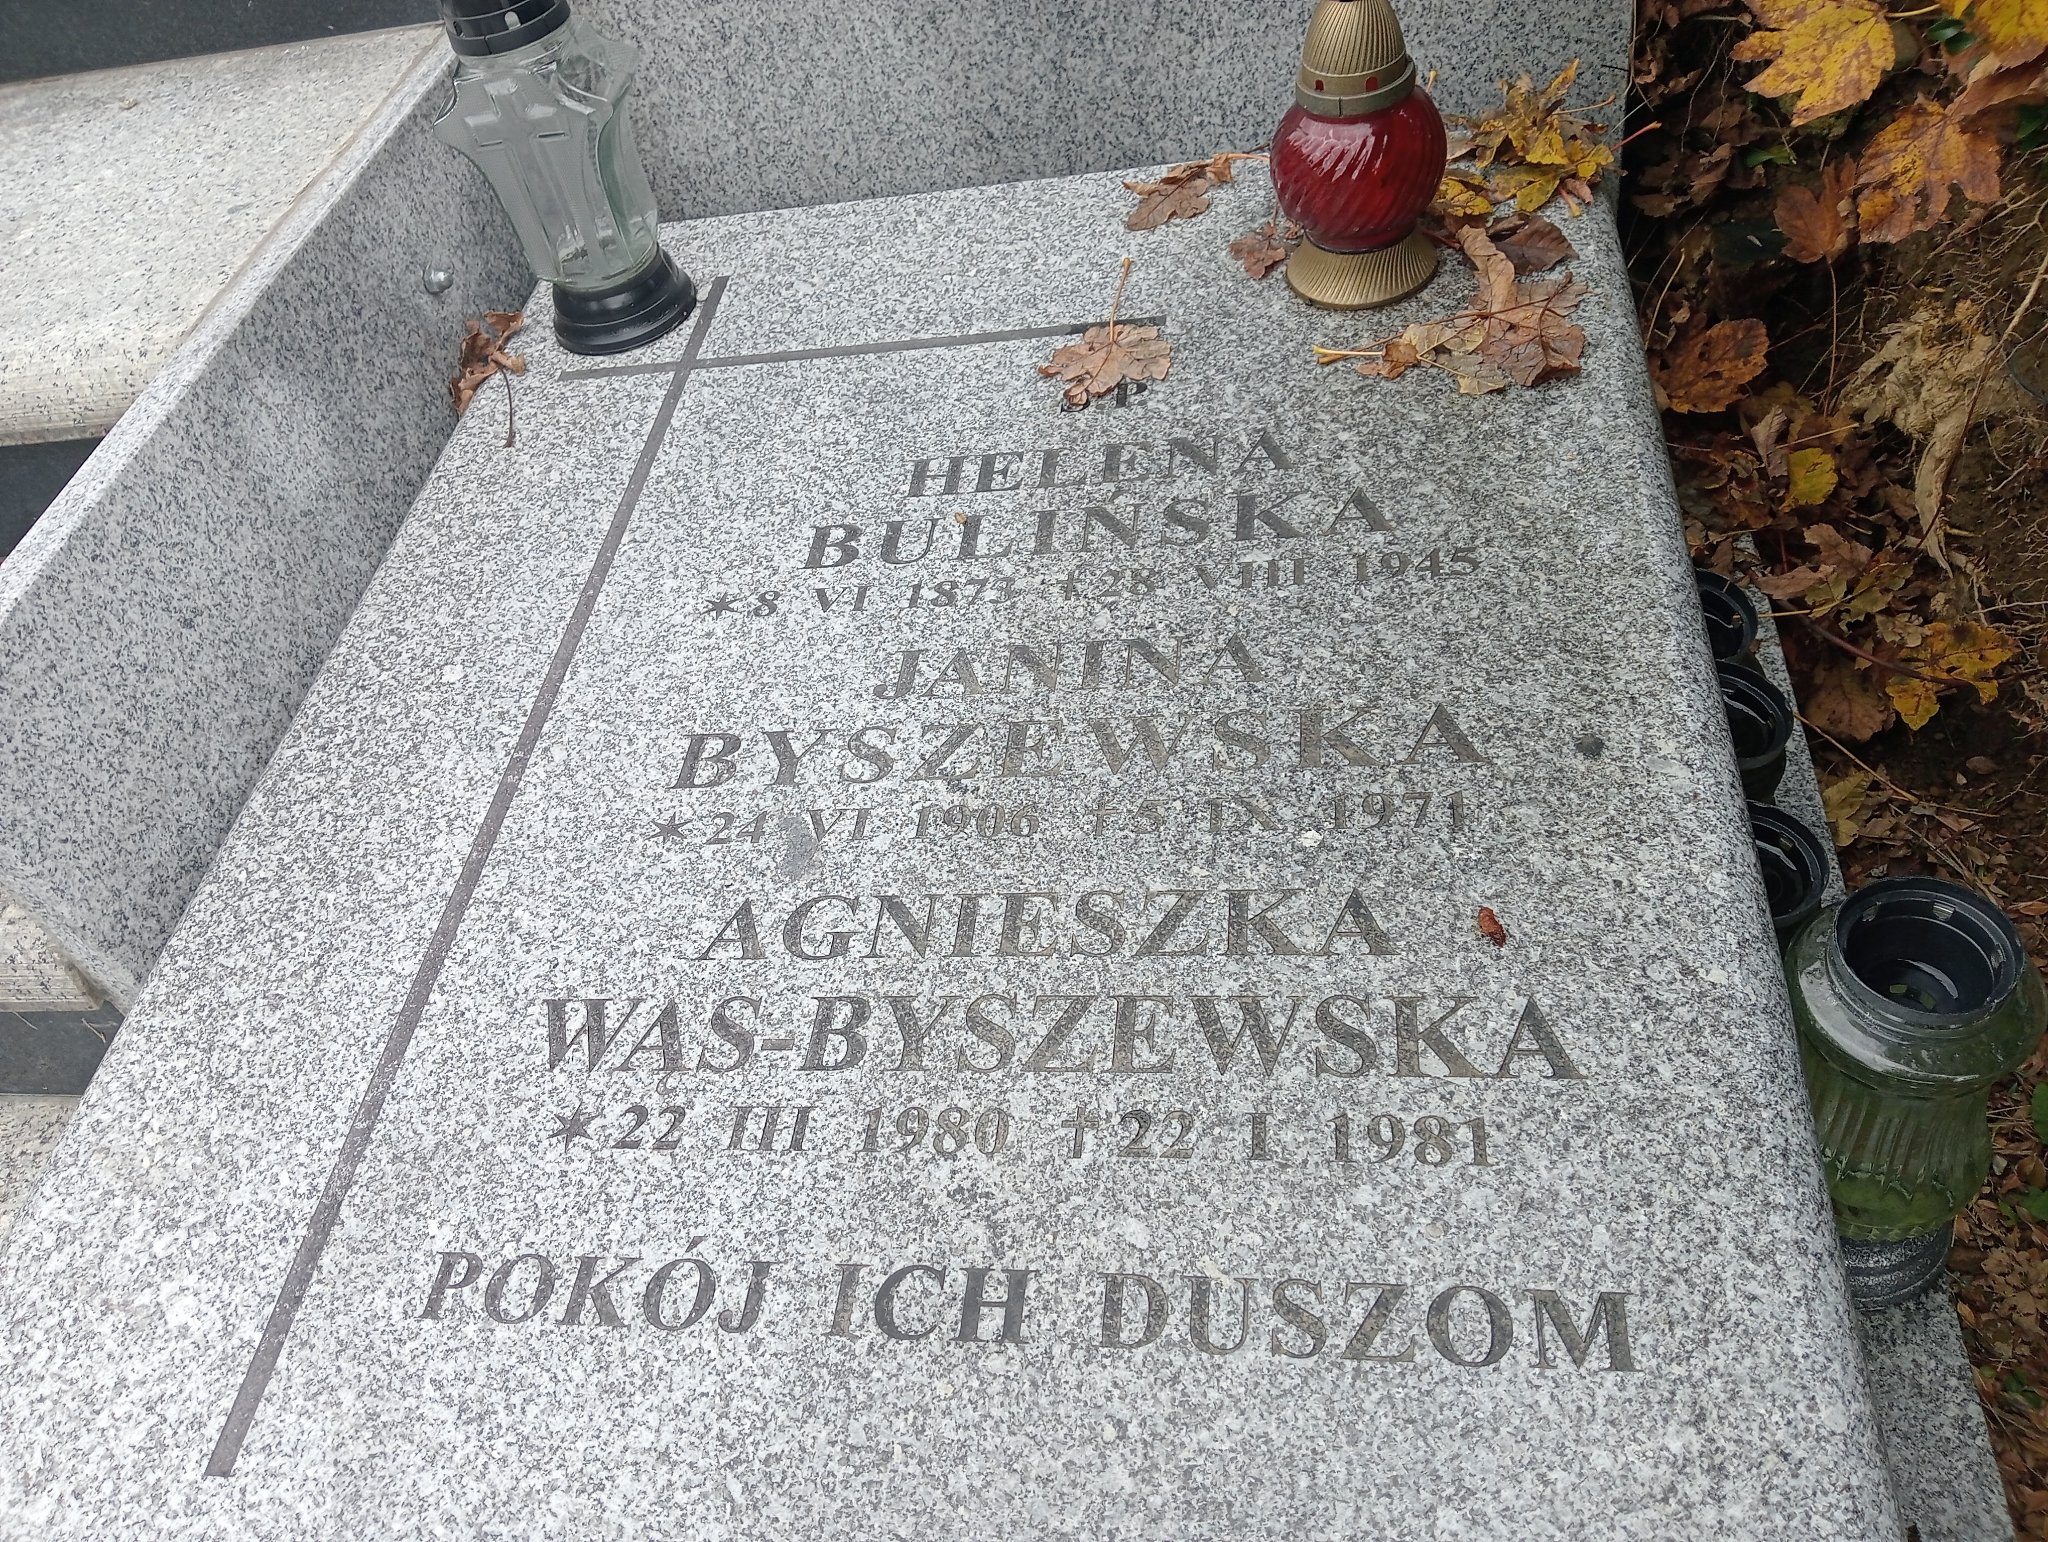 Ś.P
HELENA
BULIŃSKA
*8 VI 1873 †28 VIII 1945
JANINA
BYSZEWSKA
*24 VI 1906 †5 IX 1971
AGNIESZKA
WĄS-BYSZEWSKA
*22 III 1980 †22 I 1981
POKÓJ ICH DUSZOM